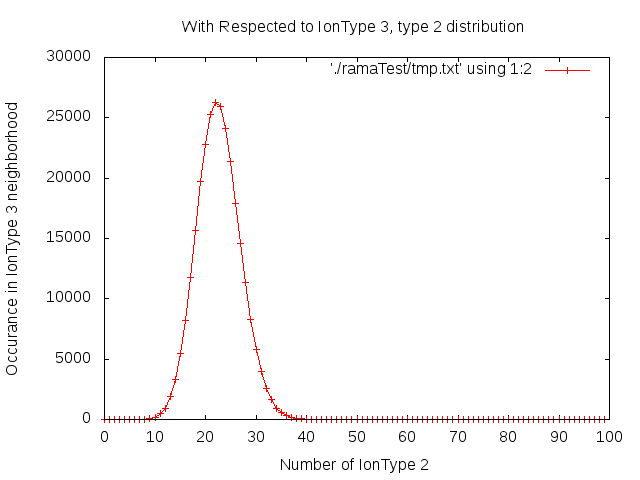 With Respected to IonType 3, type 2 distribution
'./ramaTest/tmp.txt' using 1:2
Occurance in IonType 3 neighborhood
30000
25000
20000
15000
10000
5000
0
0 10 20 30 40 50 60 70 80 90 100
Number of IonType 2